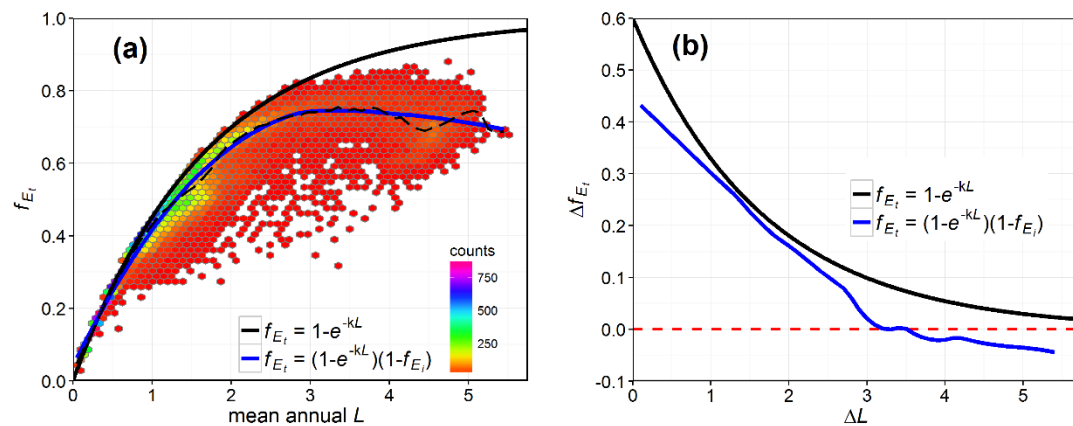 (a)
f_{E_t}
1.0
0.8
0.6
0.4
0.2
0.0
0
1
2
3
4
5
mean annual L
counts
750
500
250
f_{E_t} = 1-e^{-kL}
f_{E_t} = (1-e^{-kL})(1-f_{E_i})
(b)
Δf_{E_t}
0.6
0.5
0.4
0.3
0.2
0.1
0.0
-0.1
0
1
2
3
4
5
ΔL
f_{E_t} = 1-e^{-kL}
f_{E_t} = (1-e^{-kL})(1-f_{E_i})